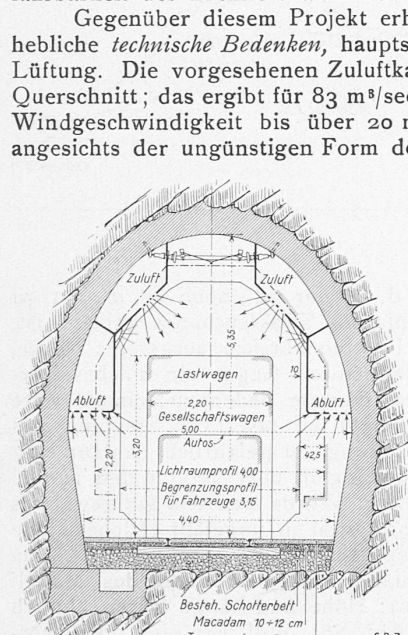 Gegenüber diesem Projekt erh
hebliche technische Bedenken, haupts
Lüftung. Die vorgesehenen Zuluftka
Querschnitt; das ergibt für 83 m³/sec
Windgeschwindigkeit bis über 20 m
angesichts der ungünstigen Form de
Zuluft Zuluft
5,35
Lastwagen
10
Abluft Abluft
2,20
Gesellschaftswagen
5,00
Autos
3,20
2,20
42,5
Lichtraumprofil 4,00
Begrenzungsprofil
für Fahrzeuge 3,15
4,40
Besteh. Schotterbett
Macadam 10÷12 cm